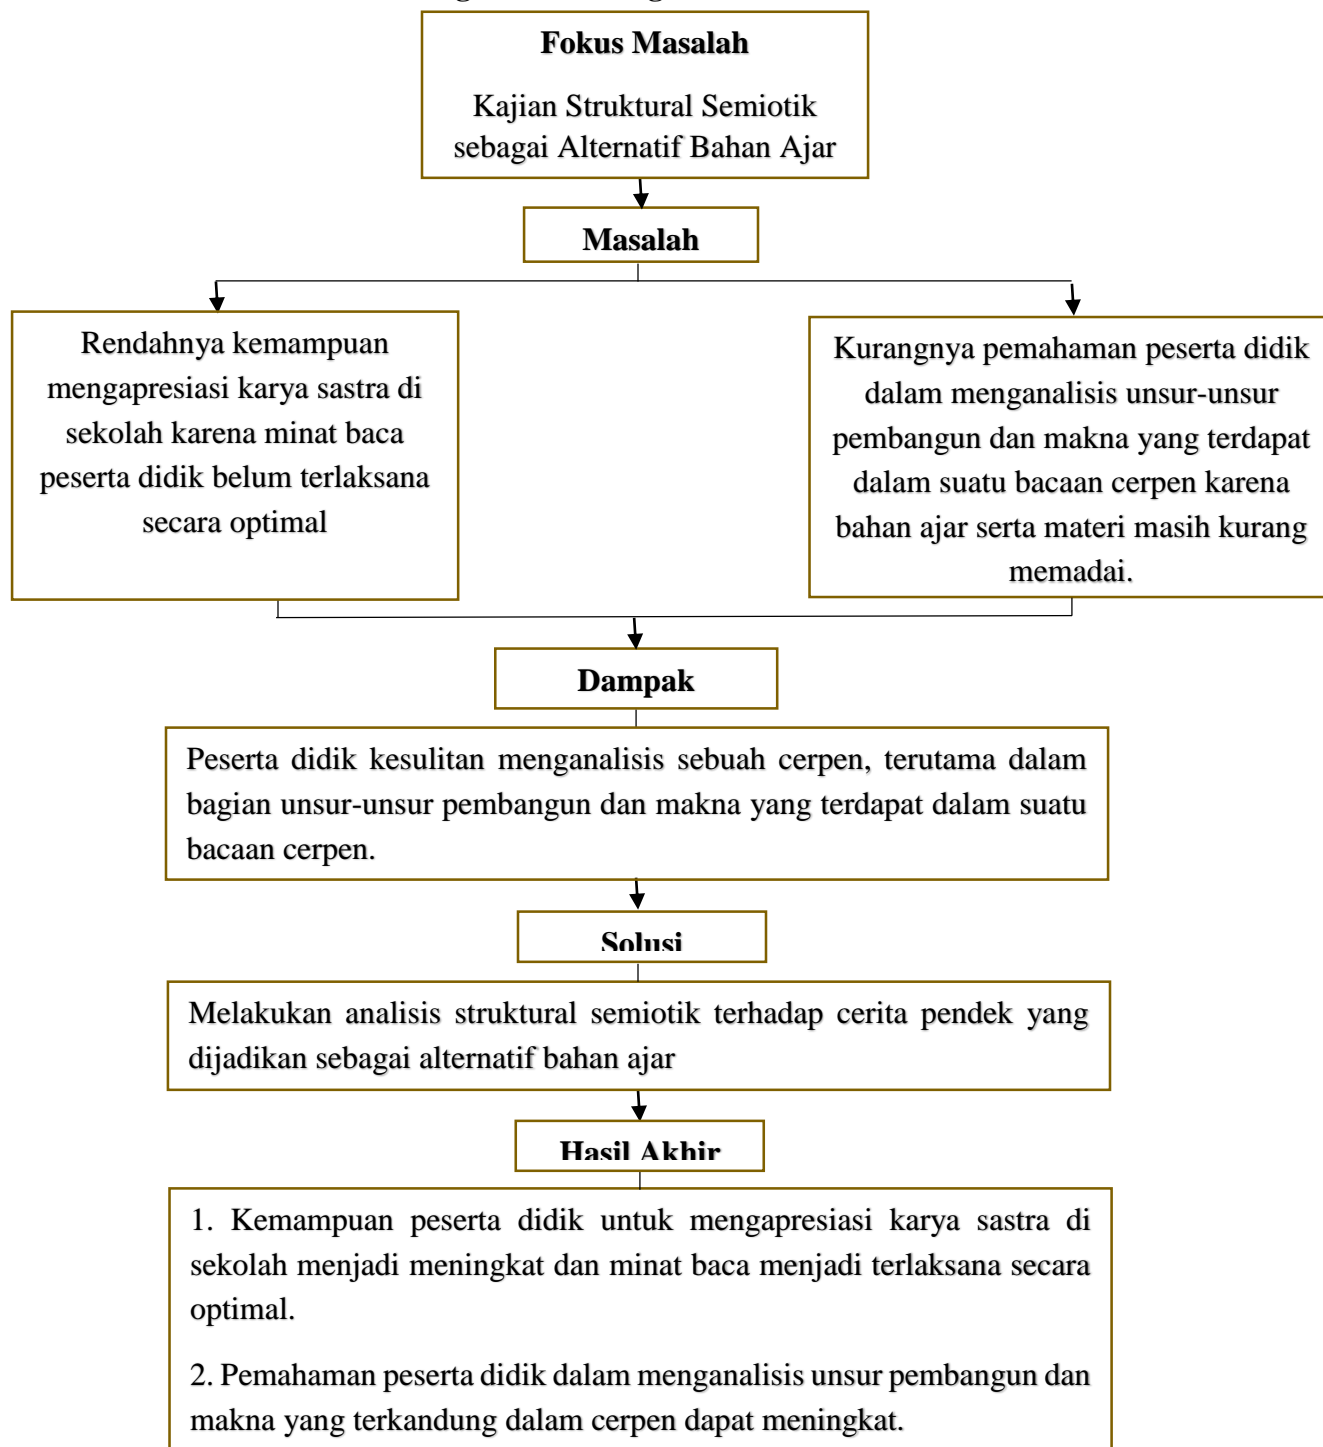 Fokus Masalah
Kajian Struktural Semiotik
sebagai Alternatif Bahan Ajar
Masalah
Rendahnya kemampuan
mengapresiasi karya sastra di
sekolah karena minat baca
peserta didik belum terlaksana
secara optimal
Kurangnya pemahaman peserta didik
dalam menganalisis unsur-unsur
pembangun dan makna yang terdapat
dalam suatu bacaan cerpen karena
bahan ajar serta materi masih kurang
memadai.
Dampak
Peserta didik kesulitan menganalisis sebuah cerpen, terutama dalam
bagian unsur-unsur pembangun dan makna yang terdapat dalam suatu
bacaan cerpen.
Solusi
Melakukan analisis struktural semiotik terhadap cerita pendek yang
dijadikan sebagai alternatif bahan ajar
Hasil Akhir
1. Kemampuan peserta didik untuk mengapresiasi karya sastra di
sekolah menjadi meningkat dan minat baca menjadi terlaksana secara
optimal.
2. Pemahaman peserta didik dalam menganalisis unsur pembangun dan
makna yang terkandung dalam cerpen dapat meningkat.